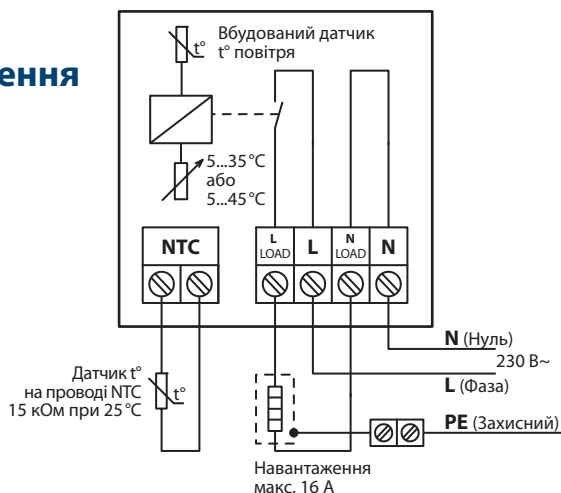 ення
Вбудований датчик
t° повітря
t°
5...35 °C
або
5...45 °C
NTC
L
LOAD
L
N
LOAD
N
N (Нуль)
230 В~
L (Фаза)
PE (Захисний)
Датчик t°
на проводі NTC
15 кОм при 25 °C
t°
Навантаження
макс. 16 А